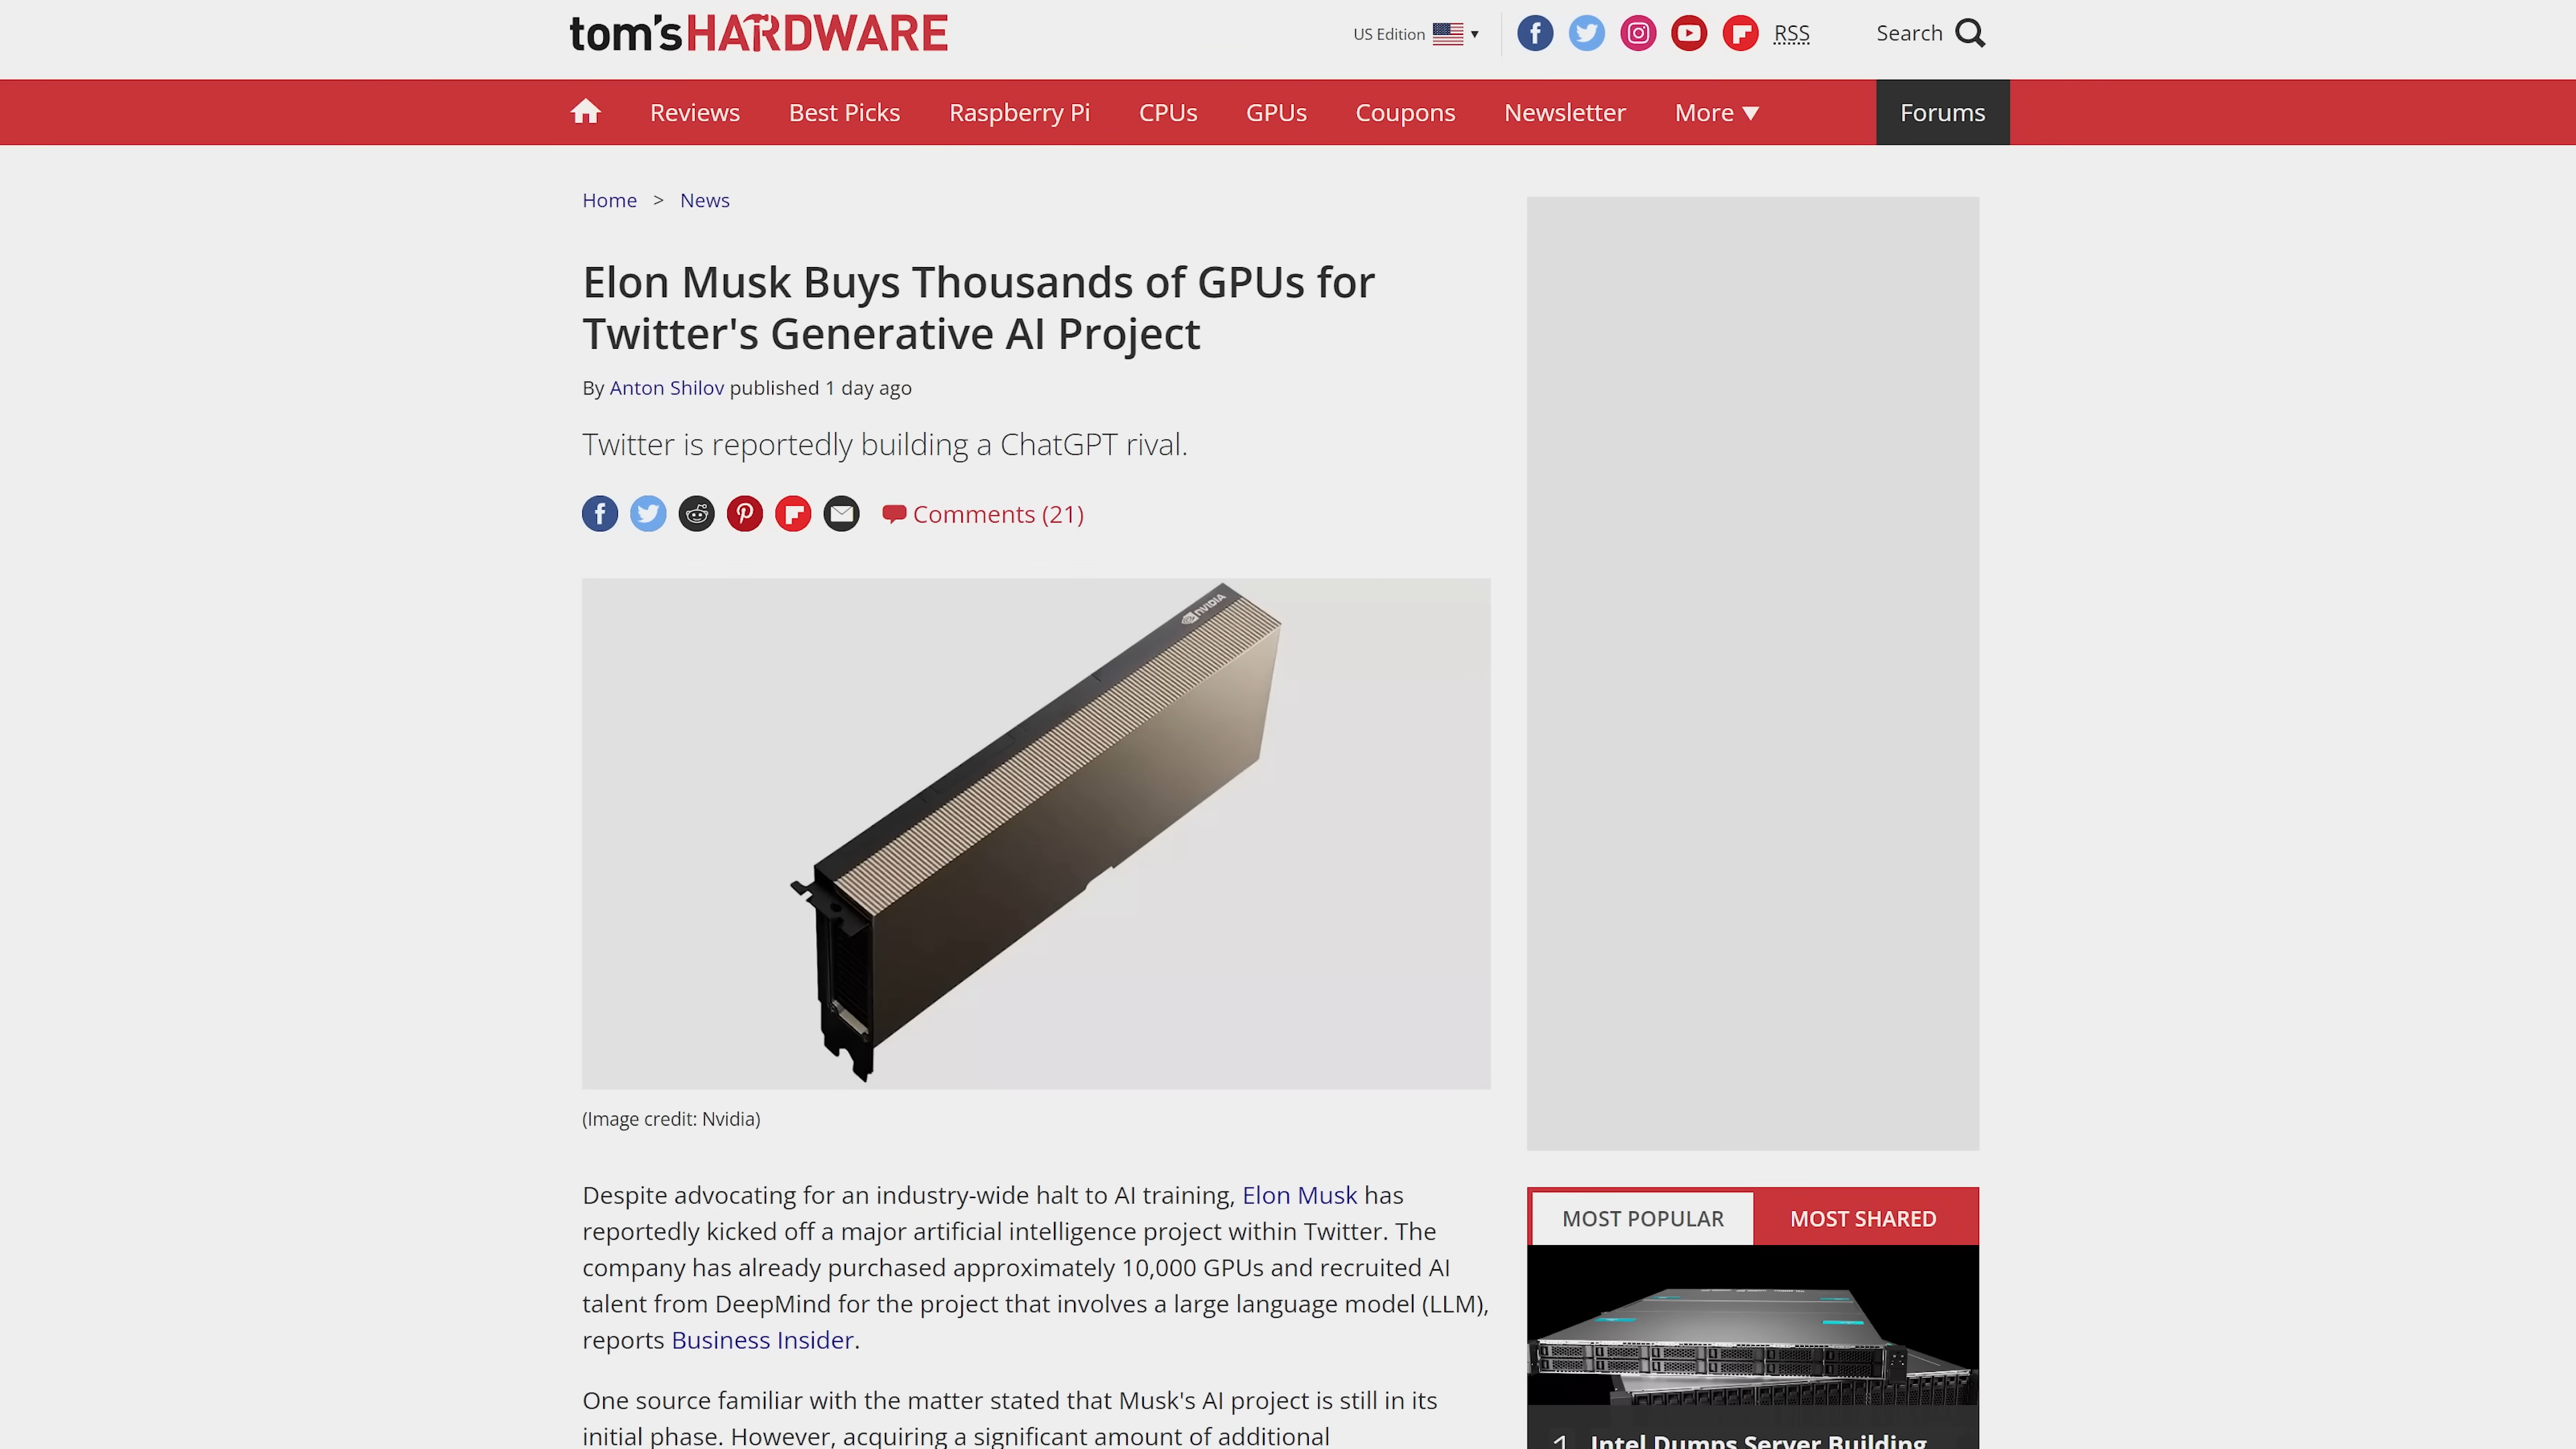 tom'sHARDWARE
US Edition
RSS
Search
Reviews
Best Picks
Raspberry Pi
CPUs
GPUs
Coupons
Newsletter
More
Forums
Home > News
Elon Musk Buys Thousands of GPUs for
Twitter's Generative AI Project
By Anton Shilov published 1 day ago
Twitter is reportedly building a ChatGPT rival.
Comments (21)
NVIDIA
(Image credit: Nvidia)
Despite advocating for an industry-wide halt to AI training, Elon Musk has
reportedly kicked off a major artificial intelligence project within Twitter. The
company has already purchased approximately 10,000 GPUs and recruited AI
talent from DeepMind for the project that involves a large language model (LLM),
reports Business Insider.
One source familiar with the matter stated that Musk's AI project is still in its
initial phase. However, acquiring a significant amount of additional
MOST POPULAR
MOST SHARED
1 Intel Dumps Server Building